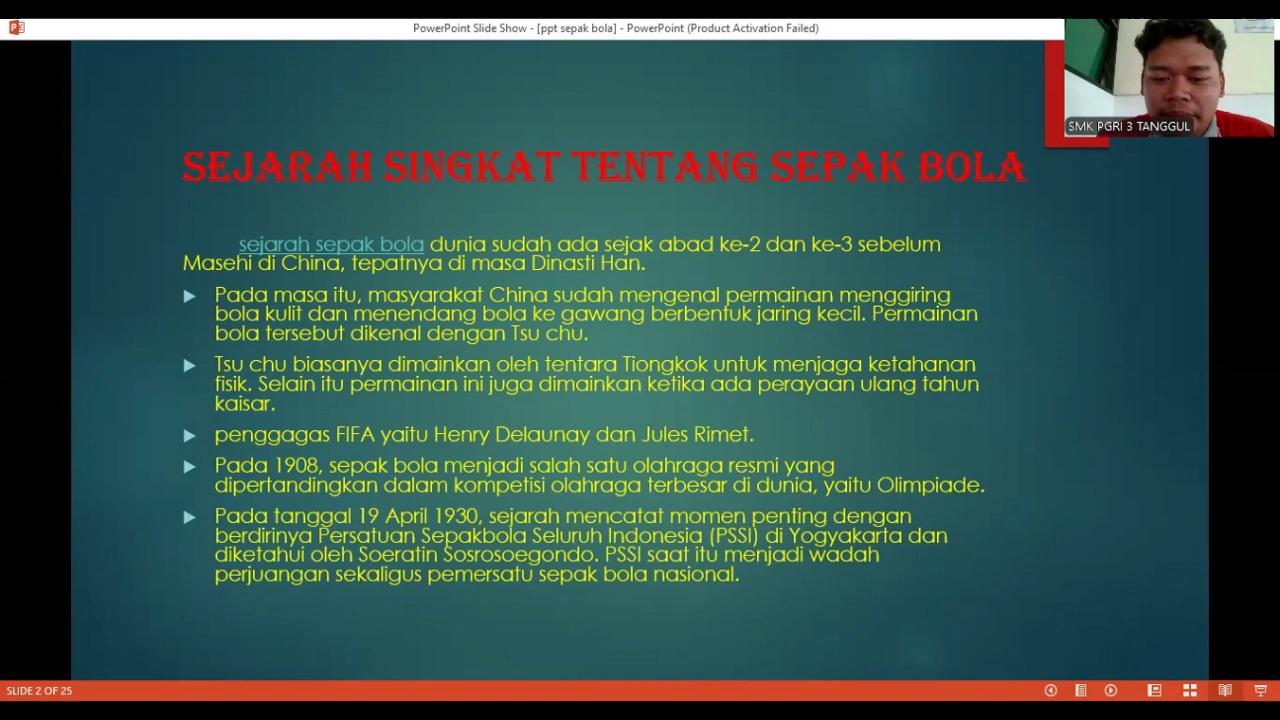 PowerPoint Slide Show - [ppt sepak bola] - PowerPoint (Product Activation Failed)
SMK PGRI 3 TANGGUL
SEJARAH SINGKAT TENTANG SEPAK BOLA
sejarah sepak bola dunia sudah ada sejak abad ke-2 dan ke-3 sebelum
Masehi di China, tepatnya di masa Dinasti Han.
Pada masa itu, masyarakat China sudah mengenal permainan menggiring
bola kulit dan menendang bola ke gawang berbentuk jaring kecil. Permainan
bola tersebut dikenal dengan Tsu chu.
Tsu chu biasanya dimainkan oleh tentara Tiongkok untuk menjaga ketahanan
fisik. Selain itu permainan ini juga dimainkan ketika ada perayaan ulang tahun
kaisar.
penggagas FIFA yaitu Henry Delaunay dan Jules Rimet.
Pada 1908, sepak bola menjadi salah satu olahraga resmi yang
dipertandingkan dalam kompetisi olahraga terbesar di dunia, yaitu Olimpiade.
Pada tanggal 19 April 1930, sejarah mencatat momen penting dengan
berdirinya Persatuan Sepakbola Seluruh Indonesia (PSSI) di Yogyakarta dan
diketahui oleh Soeratin Sosrosoegondo. PSSI saat itu menjadi wadah
perjuangan sekaligus pemersatu sepak bola nasional.
SLIDE 2 OF 25